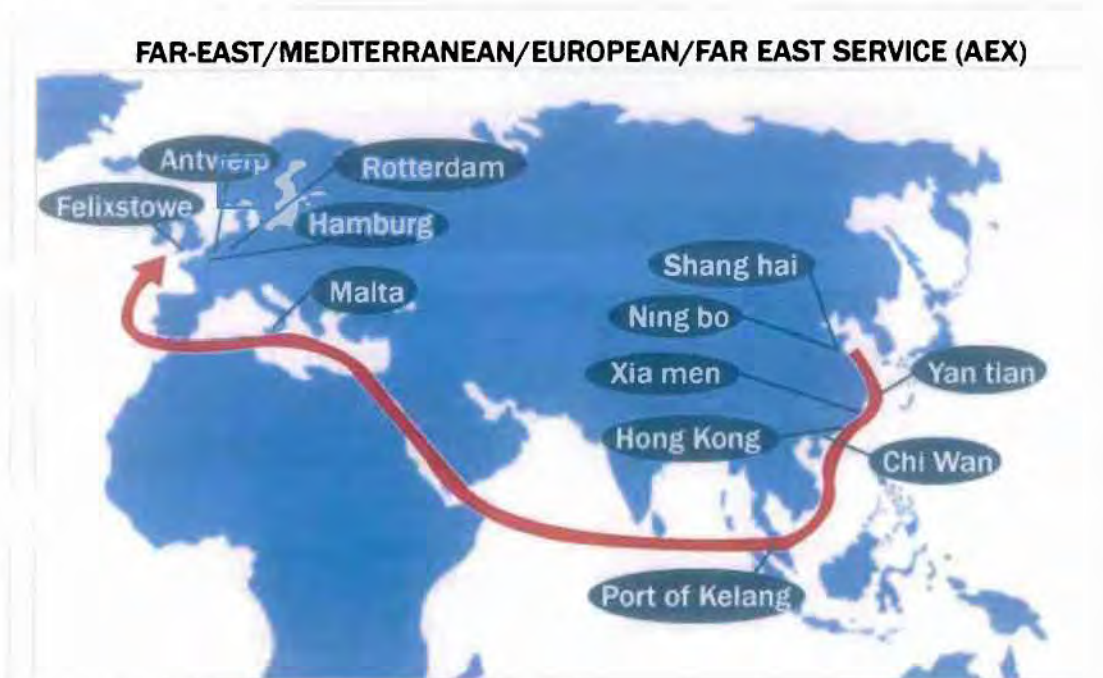 FAR-EAST/MEDITERRANEAN/EUROPEAN/FAR EAST SERVICE (AEX)
Antwerp
Rotterdam
Felixstowe
Hamburg
Malta
Shang hai
Ning bo
Xia men
Yan tian
Hong Kong
Chi Wan
Port of Kelang